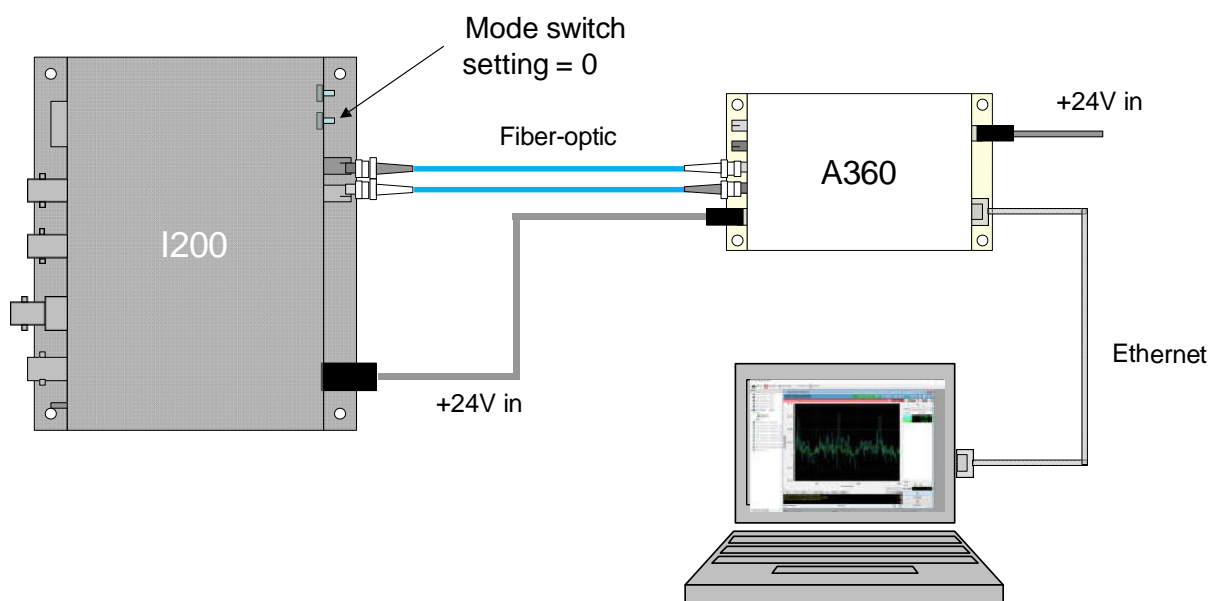 Mode switch
setting = 0
+24V in
Fiber-optic
A360
I200
Ethernet
+24V in